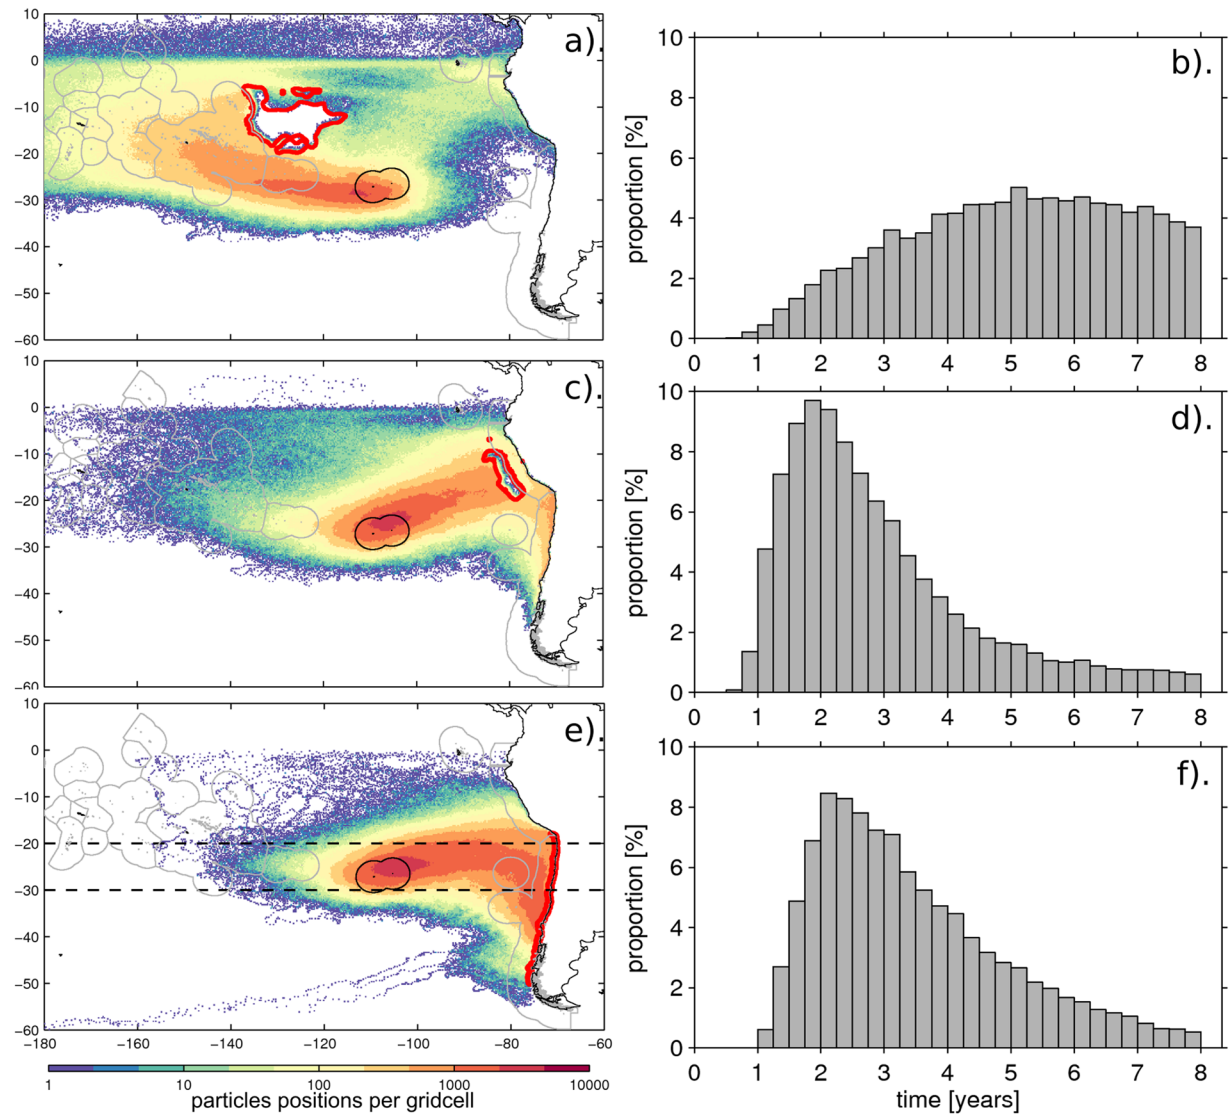 a).
10
0
−10
−20
−30
−40
−50
−60
b).
proportion [%]
10
8
6
4
2
0
0 1 2 3 4 5 6 7 8
c).
10
0
−10
−20
−30
−40
−50
−60
d).
proportion [%]
10
8
6
4
2
0
0 1 2 3 4 5 6 7 8
e).
10
0
−10
−20
−30
−40
−50
−60
−180 −160 −140 −120 −100 −80 −60
1 10 100 1000 10000
particles positions per gridcell
f).
proportion [%]
10
8
6
4
2
0
0 1 2 3 4 5 6 7 8
time [years]